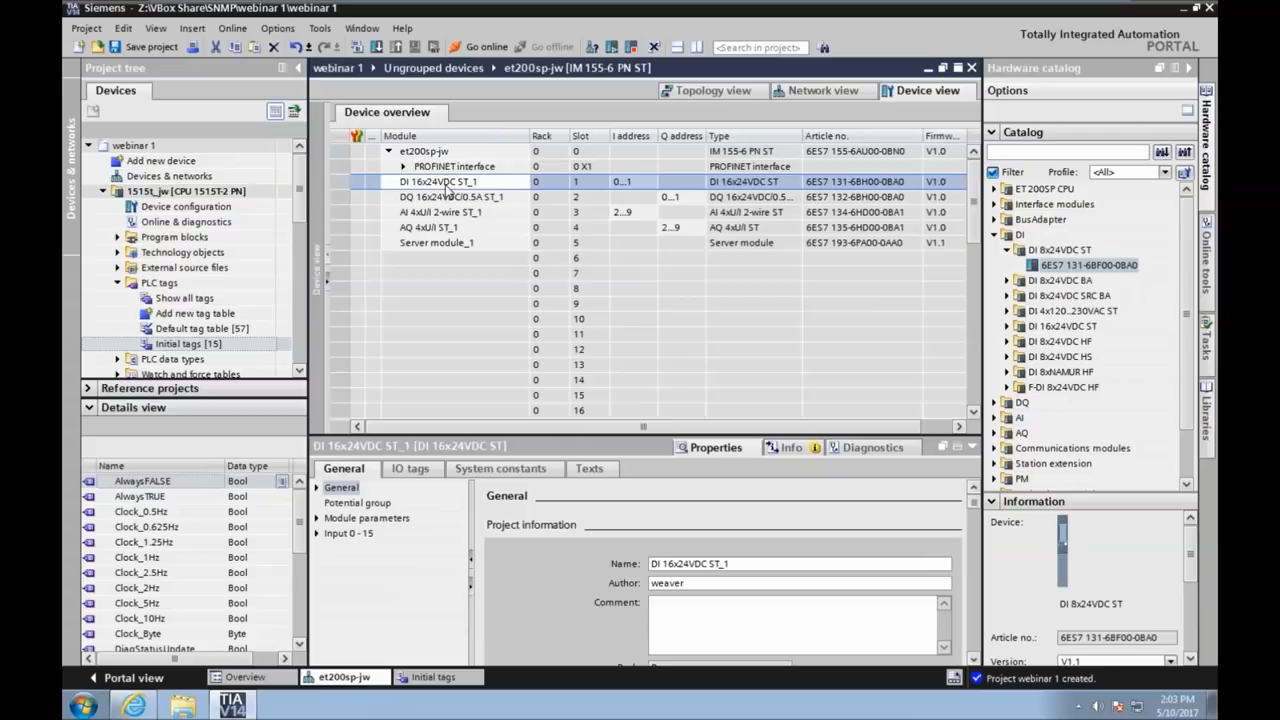 Siemens - Z:\VBox Share\SNMP\webinar 1\webinar 1
Project Edit View Insert Online Options Tools Window Help
Totally Integrated Automation
PORTAL
Save project Go online Go offline <Search in project>
Project tree
webinar 1 Ungrouped devices et200sp-jw [IM 155-6 PN ST]
Hardware catalog
Devices
Topology view Network view Device view
Options
Device overview
Module Rack Slot I address Q address Type Article no. Firmw...
et200sp-jw 0 0 IM 155-6 PN ST 6ES7 155-6AU00-0BN0 V1.0
PROFINET interface 0 0 X1 PROFINET interface
DI 16x24VDC ST_1 0 1 0...1 DI 16x24VDC ST 6ES7 131-6BH00-0BA0 V1.0
DQ 16x24VDC/0.5A ST_1 0 2 0...1 DQ 16x24VDC/0.5... 6ES7 132-6BH00-0BA0 V1.0
AI 4xU/I 2-wire ST_1 0 3 2...9 AI 4xU/I 2-wire ST 6ES7 134-6HD00-0BA1 V1.0
AQ 4xU/I ST_1 0 4 2...9 AQ 4xU/I ST 6ES7 135-6HD00-0BA1 V1.0
Server module_1 0 5 Server module 6ES7 193-6PA00-0AA0 V1.1
0 6
0 7
0 8
0 9
0 10
0 11
0 12
0 13
0 14
0 15
0 16
webinar 1
Add new device
Devices & networks
1515t_jw [CPU 1515T-2 PN]
Device configuration
Online & diagnostics
Program blocks
Technology objects
External source files
PLC tags
Show all tags
Add new tag table
Default tag table [57]
Initial tags [15]
PLC data types
Watch and force tables
Reference projects
Details view
Name Data type
AlwaysFALSE Bool
AlwaysTRUE Bool
Clock_0.5Hz Bool
Clock_0.625Hz Bool
Clock_1.25Hz Bool
Clock_1Hz Bool
Clock_2.5Hz Bool
Clock_2Hz Bool
Clock_5Hz Bool
Clock_10Hz Bool
Clock_Byte Byte
DiagStatusUpdate Bool
DI 16x24VDC ST_1 [DI 16x24VDC ST]
Properties Info Diagnostics
General IO tags System constants Texts
General
Potential group
Module parameters
Input 0 - 15
General
Project information
Name: DI 16x24VDC ST_1
Author: weaver
Comment:
Catalog
Filter Profile: <All>
ET 200SP CPU
Interface modules
BusAdapter
DI
DI 8x24VDC ST
6ES7 131-6BF00-0BA0
DI 8x24VDC BA
DI 8x24VDC SRC BA
DI 4x120..230VAC ST
DI 16x24VDC ST
DI 8x24VDC HF
DI 8x24VDC HS
DI 8xNAMUR HF
F-DI 8x24VDC HF
DQ
AI
AQ
Communications modules
Station extension
PM
Information
Device:
DI 8x24VDC ST
Article no.: 6ES7 131-6BF00-0BA0
Version: V1.1
Devices & networks
Device view
Hardware catalog
Online tools
Tasks
Libraries
Portal view Overview et200sp-jw Initial tags Project webinar 1 created.
TIA
V14
2:03 PM
5/10/2017